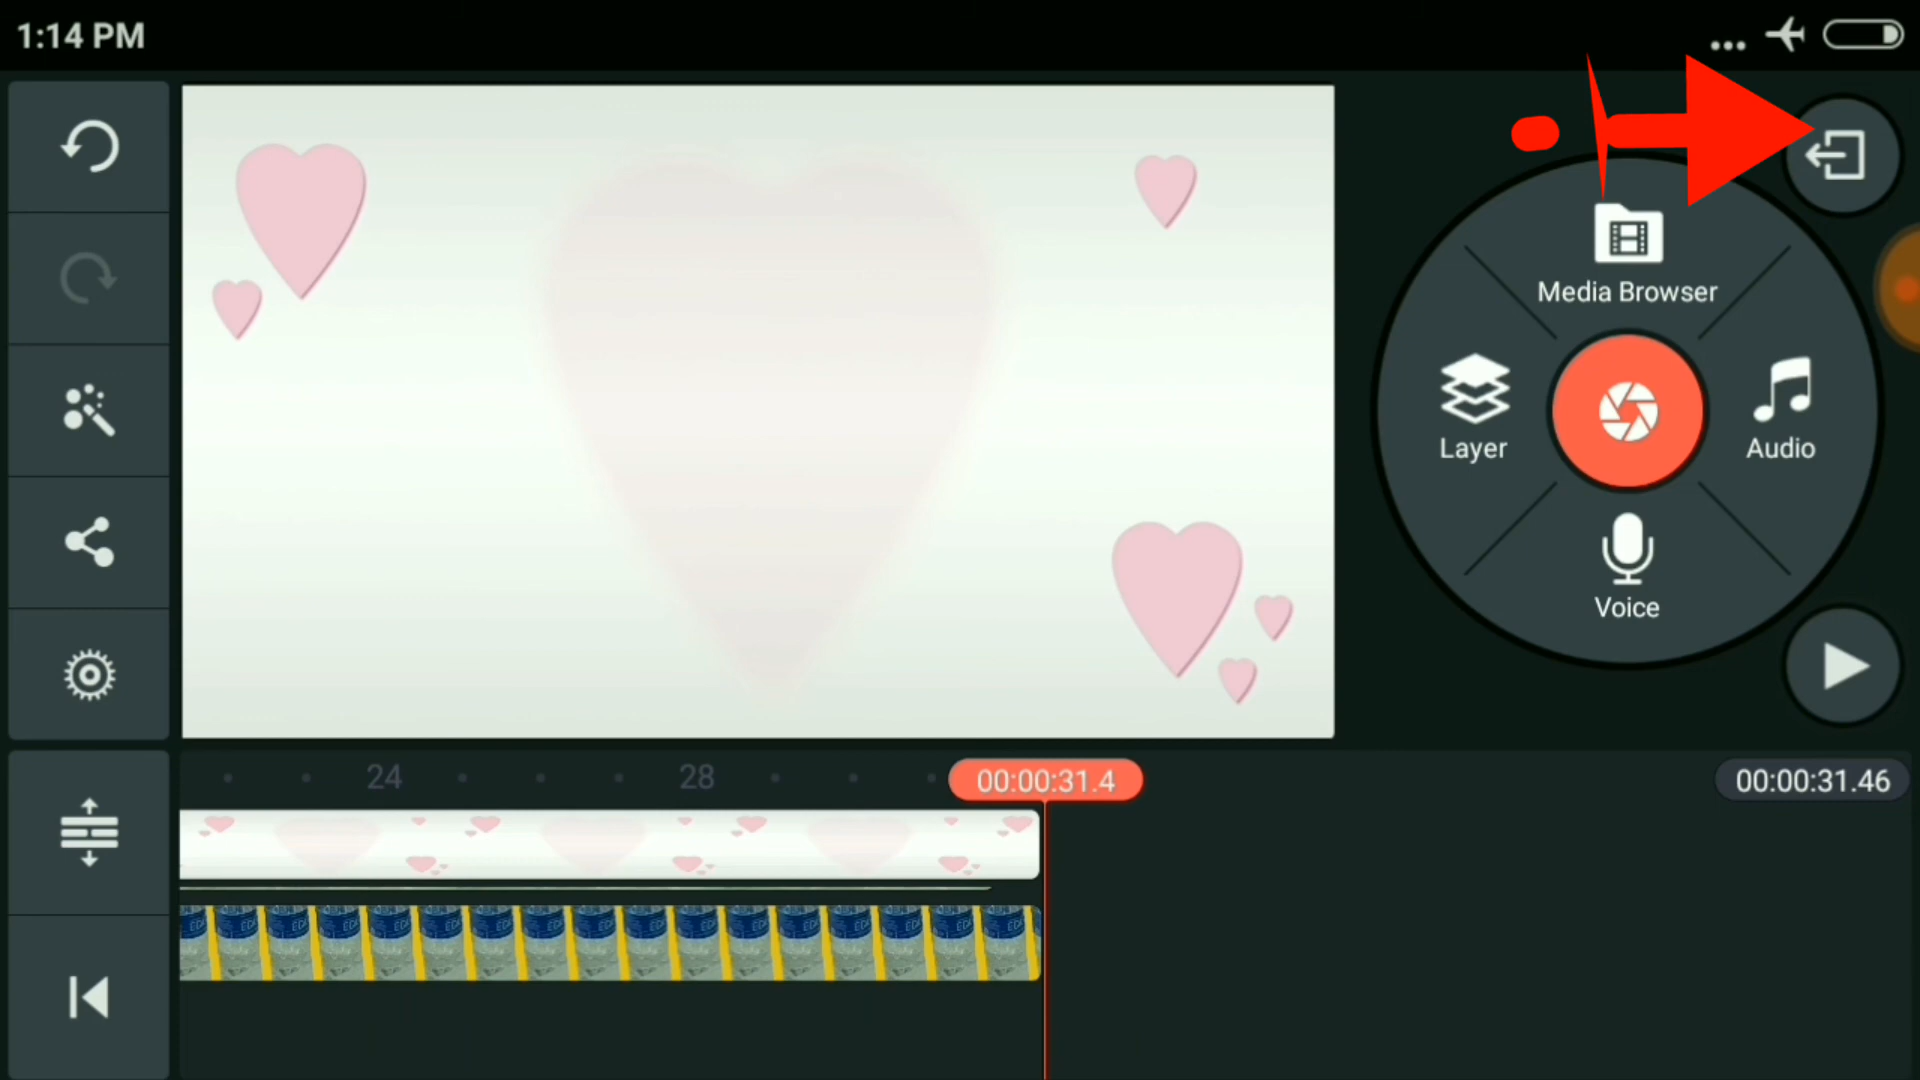 1:14 PM
Media Browser
Layer
Audio
Voice
24
28
00:00:31.4
00:00:31.46